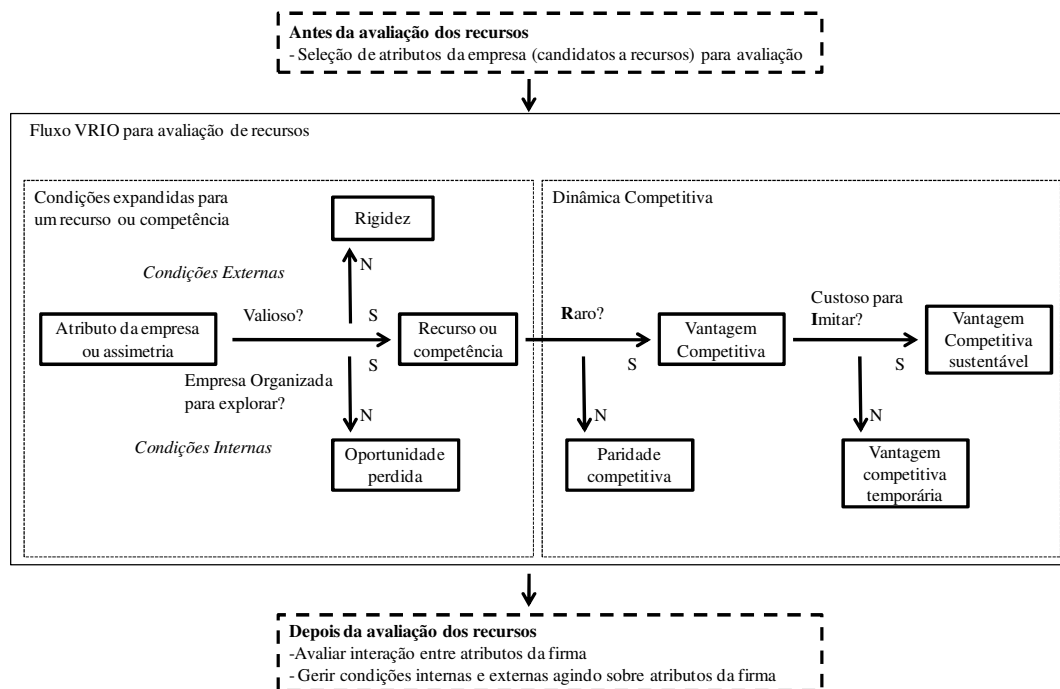 Antes da avaliação dos recursos
- Seleção de atributos da empresa (candidatos a recursos) para avaliação
Fluxo VRIO para avaliação de recursos
Condições expandidas para
um recurso ou competência
Rigidez
N
Condições Externas
Valioso?
S
Atributo da empresa
ou assimetria
Recurso ou
competência
S
Empresa Organizada
para explorar?
N
Condições Internas
Oportunidade
perdida
Dinâmica Competitiva
Raro?
S
Vantagem
Competitiva
Custoso para
Imitar?
S
Vantagem
Competitiva
sustentável
N
Paridade
competitiva
N
Vantagem
competitiva
temporária
Depois da avaliação dos recursos
-Avaliar interação entre atributos da firma
- Gerir condições internas e externas agindo sobre atributos da firma